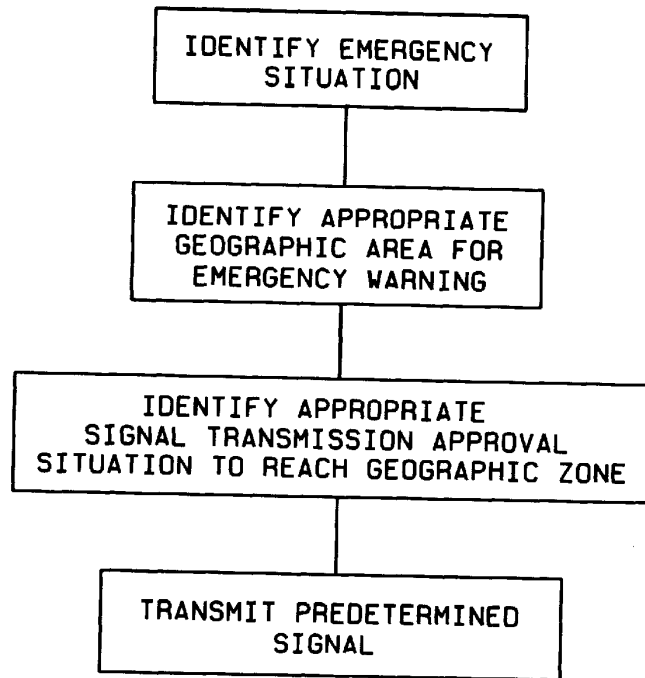 IDENTIFY EMERGENCY
SITUATION
IDENTIFY APPROPRIATE
GEOGRAPHIC AREA FOR
EMERGENCY WARNING
IDENTIFY APPROPRIATE
SIGNAL TRANSMISSION APPROVAL
SITUATION TO REACH GEOGRAPHIC ZONE
TRANSMIT PREDETERMINED
SIGNAL